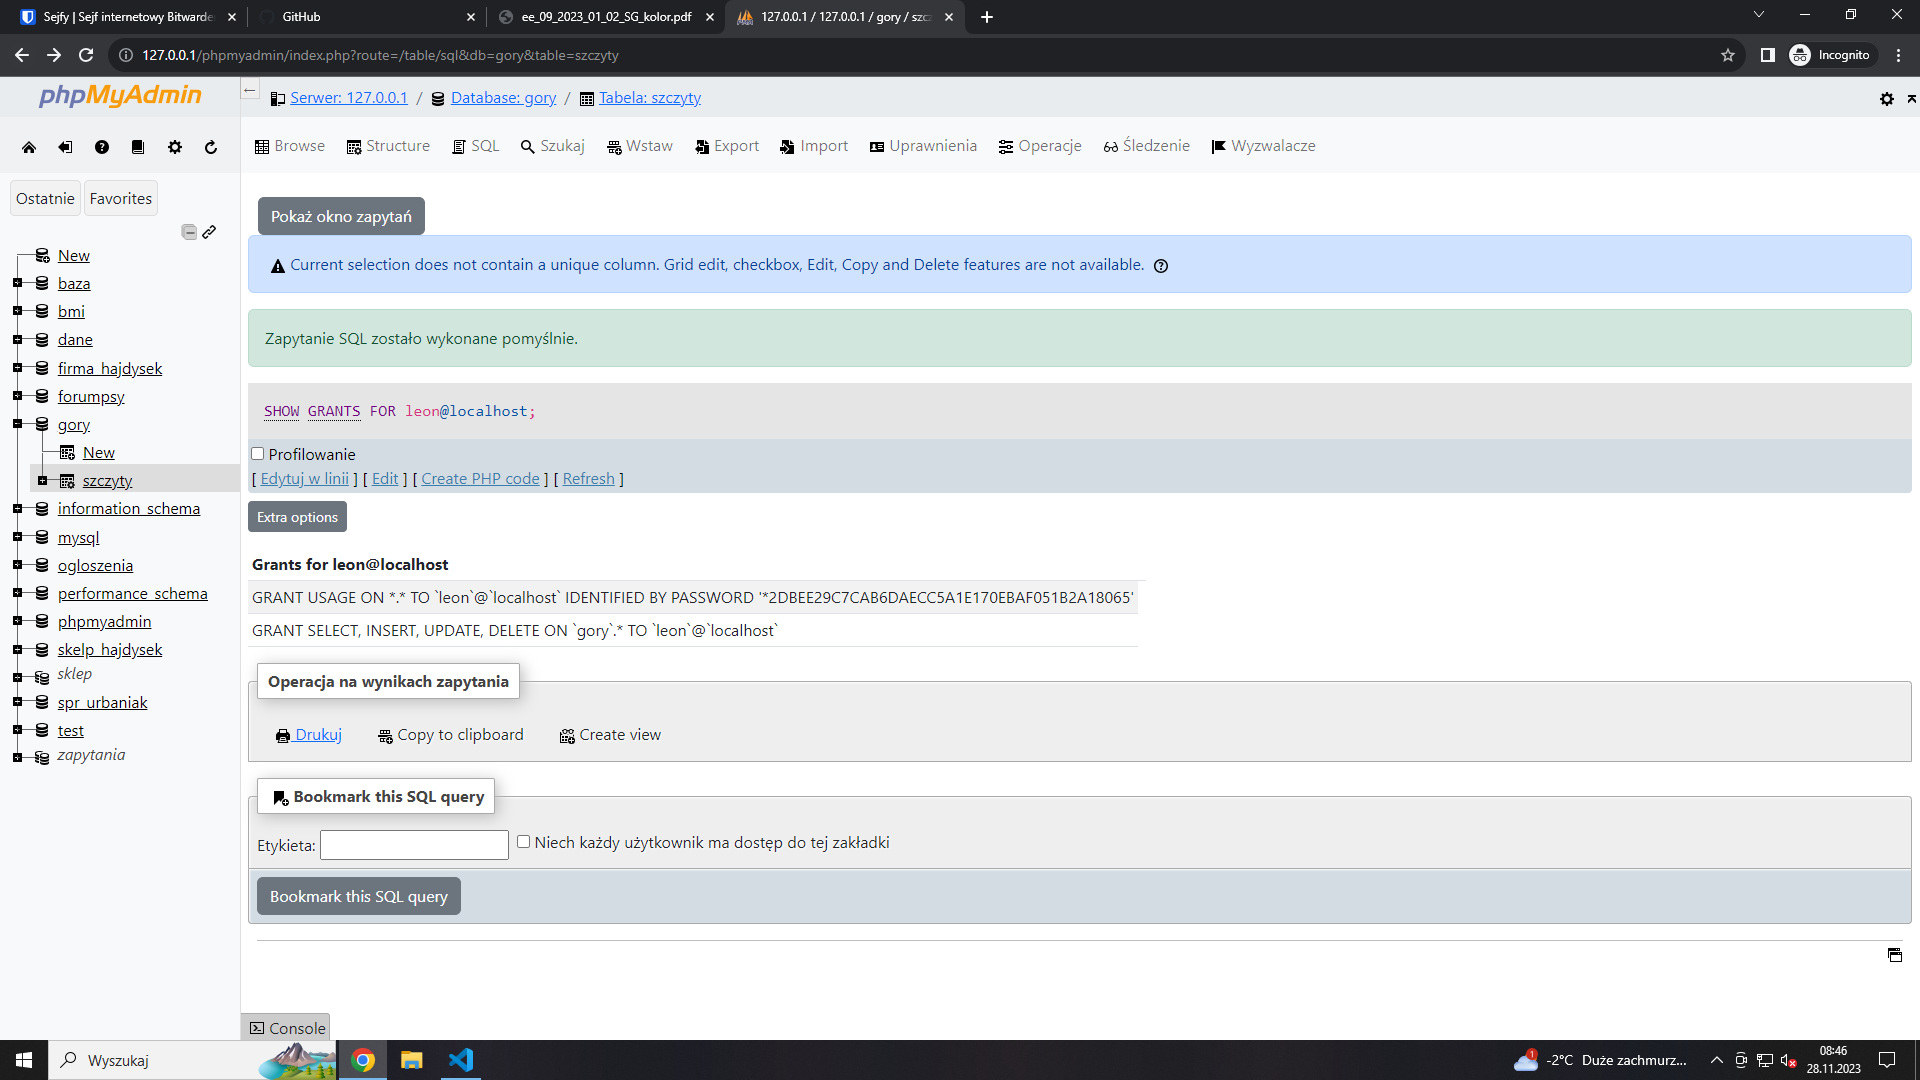 Sejfy | Sejf internetowy Bitwarde
GitHub
ee_09_2023_01_02_SG_kolor.pdf
127.0.0.1 / 127.0.0.1 / gory / szcz
127.0.0.1/phpmyadmin/index.php?route=/table/sql&db=gory&table=szczyty
Incognito
phpMyAdmin
Serwer: 127.0.0.1 / Database: gory / Tabela: szczyty
Browse Structure SQL Szukaj Wstaw Export Import Uprawnienia Operacje Śledzenie Wyzwalacze
Ostatnie Favorites
New
baza
bmi
dane
firma_hajdysek
forumpsy
gory
New
szczyty
information_schema
mysql
ogloszenia
performance_schema
phpmyadmin
skelp_hajdysek
sklep
spr_urbaniak
test
zapytania
Pokaż okno zapytań
Current selection does not contain a unique column. Grid edit, checkbox, Edit, Copy and Delete features are not available.
Zapytanie SQL zostało wykonane pomyślnie.
SHOW GRANTS FOR leon@localhost;
Profilowanie
[ Edytuj w linii ] [ Edit ] [ Create PHP code ] [ Refresh ]
Extra options
Grants for leon@localhost
GRANT USAGE ON *.* TO `leon`@`localhost` IDENTIFIED BY PASSWORD '*2DBEE29C7CAB6DAECC5A1E170EBAF051B2A18065'
GRANT SELECT, INSERT, UPDATE, DELETE ON `gory`.* TO `leon`@`localhost`
Operacja na wynikach zapytania
Drukuj Copy to clipboard Create view
Bookmark this SQL query
Etykieta: Niech każdy użytkownik ma dostęp do tej zakładki
Bookmark this SQL query
Console
Wyszukaj
1
-2°C Duże zachmurz...
08:46
28.11.2023